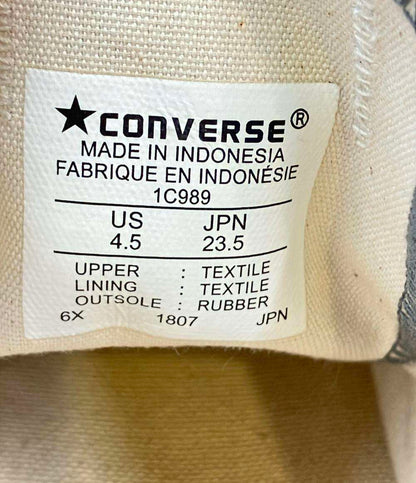 ★CONVERSE®
MADE IN INDONESIA
FABRIQUE EN INDONÉSIE
1C989
US JPN
4.5 23.5
UPPER : TEXTILE
LINING : TEXTILE
OUTSOLE : RUBBER
6X 1807 JPN